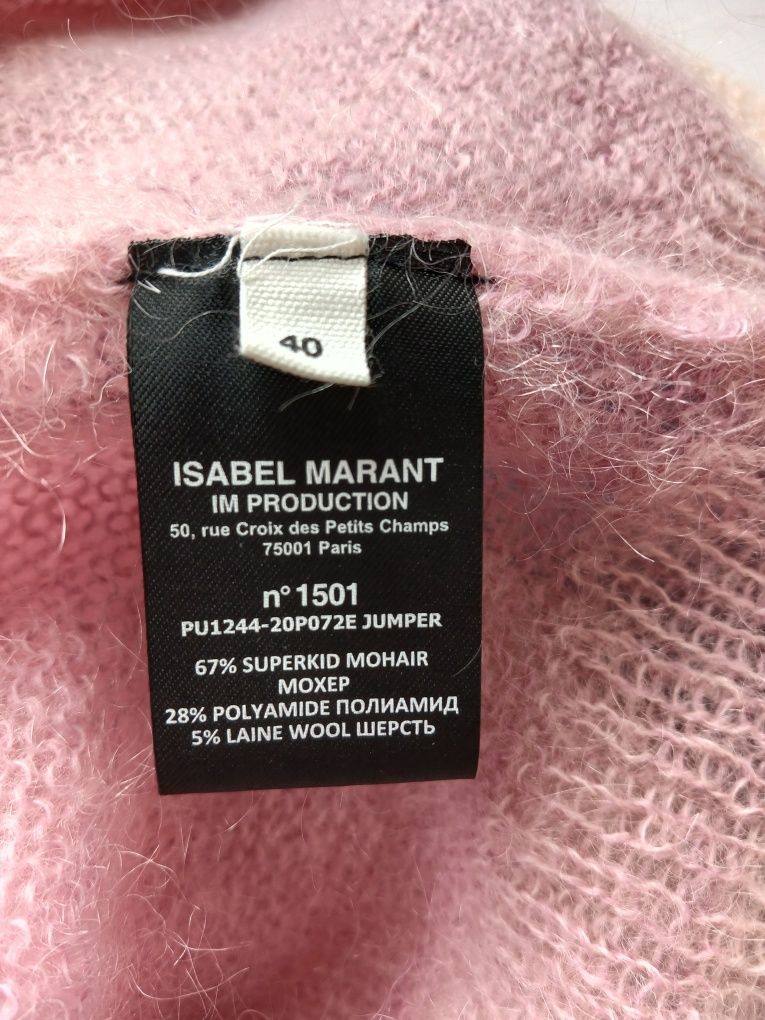 40
ISABEL MARANT
IM PRODUCTION
50, rue Croix des Petits Champs
75001 Paris
n° 1501
PU1244-20P072E JUMPER
67% SUPERKID MOHAIR
МОХЕР
28% POLYAMIDE ПОЛИАМИД
5% LAINE WOOL ШЕРСТЬ